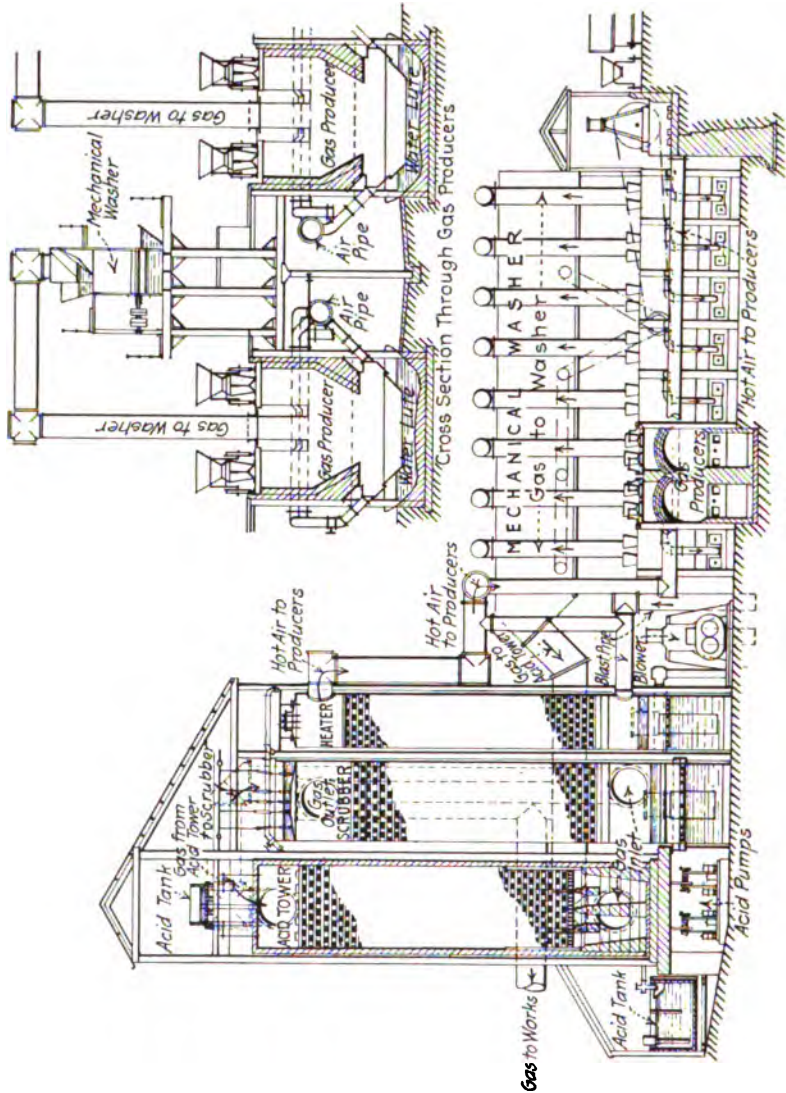 Gas to Washer
Mechanical
Washer
Gas to Washer
Gas Producer
Gas Producer
Air
Pipe
Air Pipe
Water Lute
Water Lute
Cross Section Through Gas Producers
MECHANICAL WASHER
Gas to Washer
Hot Air to Producers
Gas
Producers
Hot Air to
Producers
Hot Air
to Producers
Gas to
Acid Tower
Blast Pipe
Blower
HEATER
Gas
Outlet
SCRUBBER
Gas from
Acid Tower
to Scrubber
Acid Tank
ACID TOWER
Gas
Inlet
Acid Pumps
Gas to Works
Acid Tank